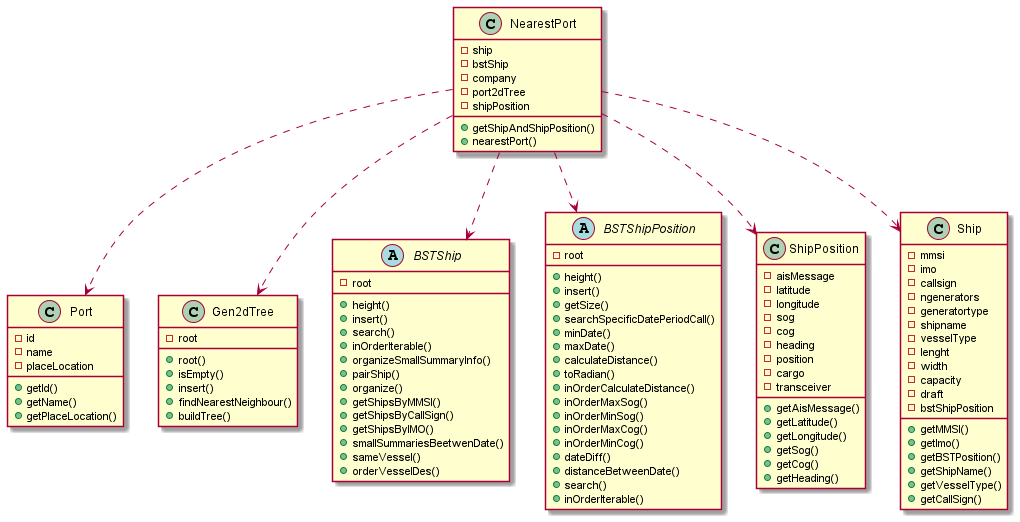 C NearestPort
ship
bstShip
company
port2dTree
shipPosition
getShipAndShipPosition()
nearestPort()
C Port
id
name
placeLocation
getId()
getName()
getPlaceLocation()
C Gen2dTree
root
root()
isEmpty()
insert()
findNearestNeighbour()
buildTree()
A BSTShip
root
height()
insert()
search()
inOrderIterable()
organizeSmallSummaryInfo()
pairShip()
organize()
getShipsByMMSI()
getShipsByCallSign()
getShipsByIMO()
smallSummariesBeetwenDate()
sameVessel()
orderVesselDes()
A BSTShipPosition
root
height()
insert()
getSize()
searchSpecificDatePeriodCall()
minDate()
maxDate()
calculateDistance()
toRadian()
inOrderCalculateDistance()
inOrderMaxSog()
inOrderMinSog()
inOrderMaxCog()
inOrderMinCog()
dateDiff()
distanceBetweenDate()
search()
inOrderIterable()
C ShipPosition
aisMessage
latitude
longitude
sog
cog
heading
position
cargo
transceiver
getAisMessage()
getLatitude()
getLongitude()
getSog()
getCog()
getHeading()
C Ship
mmsi
imo
callsign
ngenerators
generatortype
shipname
vesselType
lenght
width
capacity
draft
bstShipPosition
getMMSI()
getImo()
getBSTPosition()
getShipName()
getVesselType()
getCallSign()